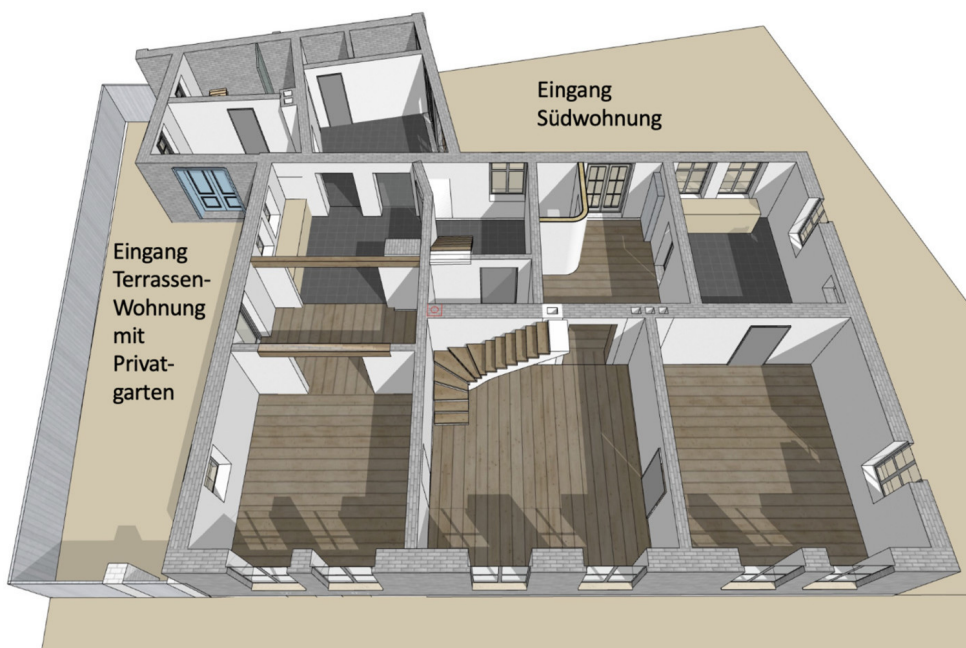 Eingang
Südwohnung
Eingang
Terrassen-
Wohnung
mit
Privat-
garten